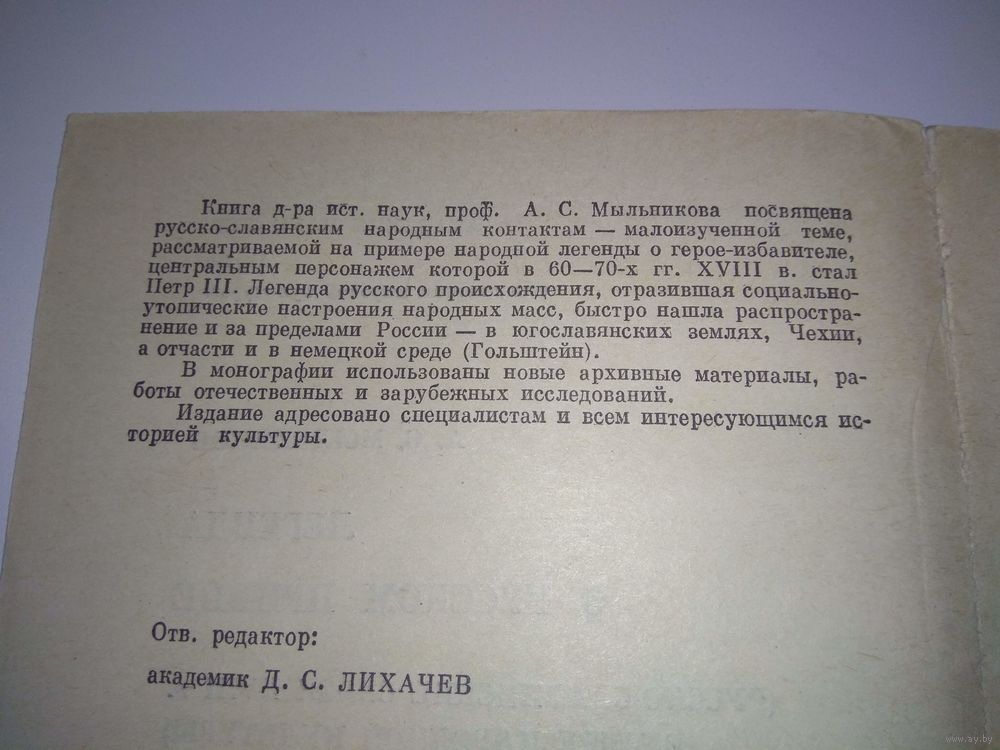 Книга д-ра ист. наук, проф. А. С. Мыльникова посвящена
русско-славянским народным контактам — малоизученной теме,
рассматриваемой на примере народной легенды о герое-избавителе,
центральным персонажем которой в 60—70-х гг. XVIII в. стал
Петр III. Легенда русского происхождения, отразившая социально-
утопические настроения народных масс, быстро нашла распростра-
нение и за пределами России — в югославянских землях, Чехии,
а отчасти и в немецкой среде (Гольштейн).
В монографии использованы новые архивные материалы, ра-
боты отечественных и зарубежных исследований.
Издание адресовано специалистам и всем интересующимся ис-
торией культуры.
Отв. редактор:
академик Д. С. ЛИХАЧЕВ
www.ay.by